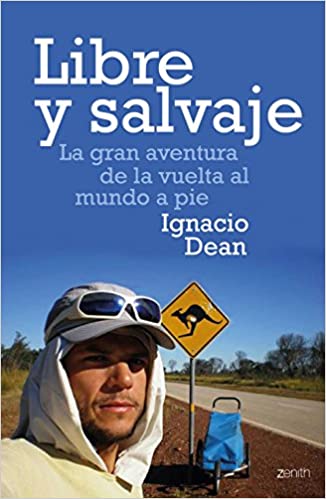 Libre
y salvaje
La gran aventura
de la vuelta al
mundo a pie
Ignacio
Dean
zenith